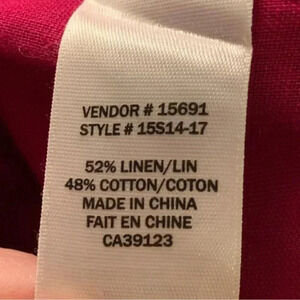 VENDOR # 15691
STYLE # 15S14-17
52% LINEN/LIN
48% COTTON/COTON
MADE IN CHINA
FAIT EN CHINE
CA39123